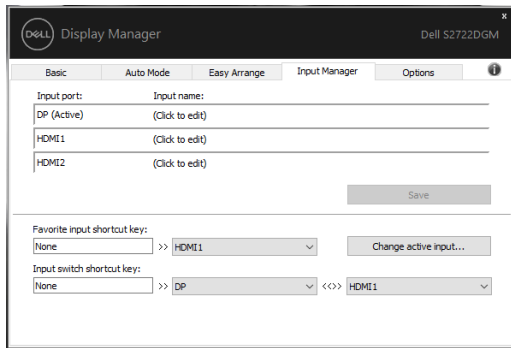 x
DELL Display Manager Dell S2722DGM
Basic Auto Mode Easy Arrange Input Manager Options i
Input port: Input name:
DP (Active) (Click to edit)
HDMI1 (Click to edit)
HDMI2 (Click to edit)
Save
Favorite input shortcut key:
None >> HDMI1 Change active input...
Input switch shortcut key:
None >> DP <<>> HDMI1